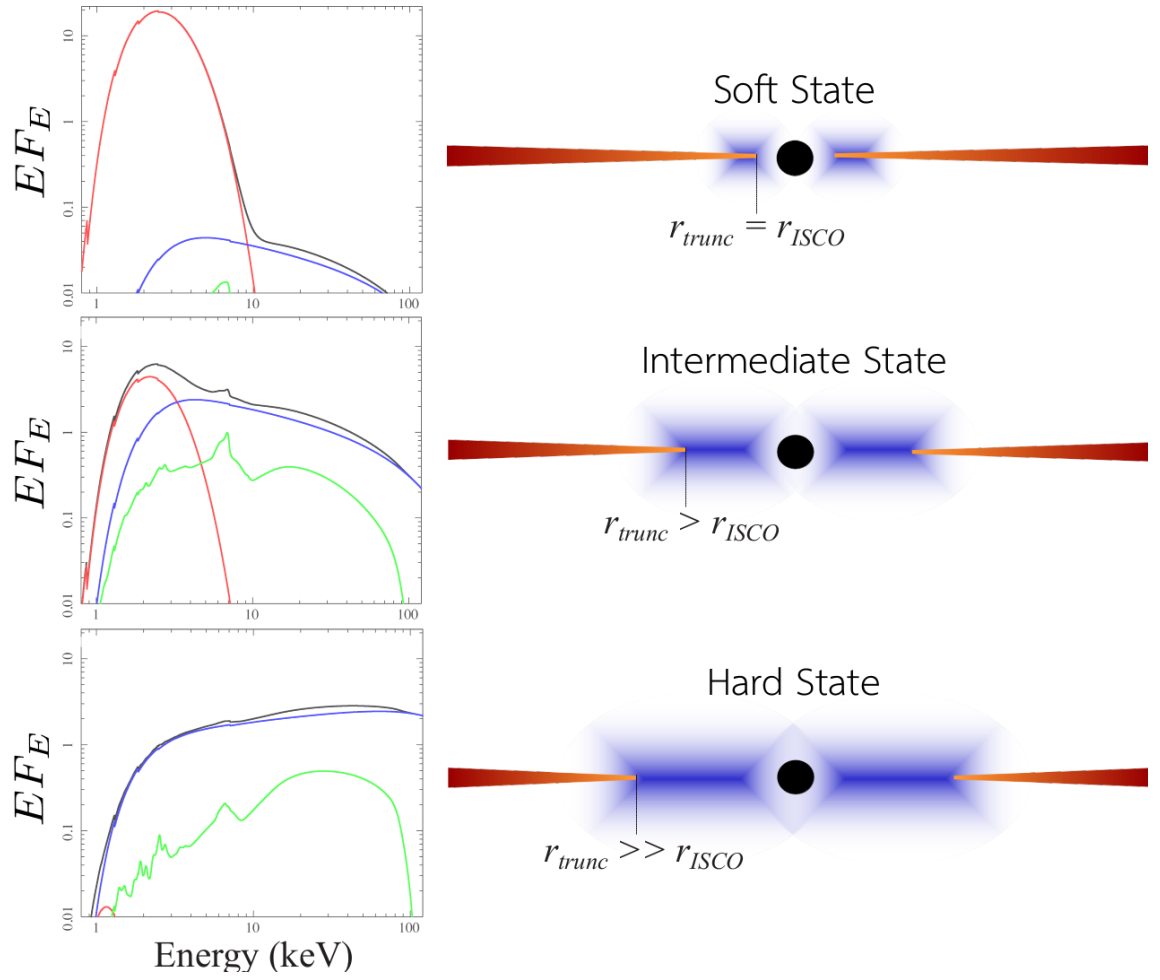 10
1
0.1
0.01
1
10
100
EF_E
Soft State
r_trunc = r_ISCO
10
1
0.1
0.01
1
10
100
EF_E
Intermediate State
r_trunc > r_ISCO
10
1
0.1
0.01
1
10
100
EF_E
Hard State
r_trunc >> r_ISCO
Energy (keV)